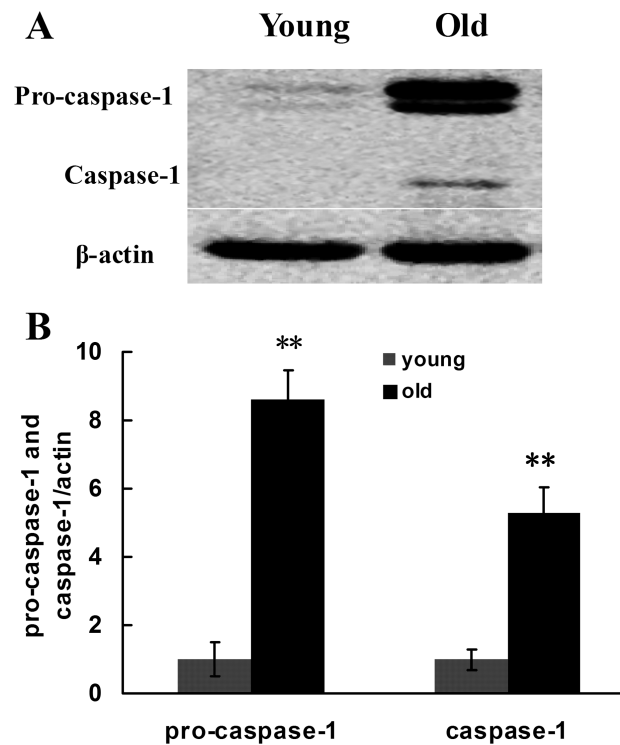 A
Young Old
Pro-caspase-1
Caspase-1
β-actin
B
pro-caspase-1 and
caspase-1/actin
10
8
6
4
2
0
**
**
young
old
pro-caspase-1 caspase-1